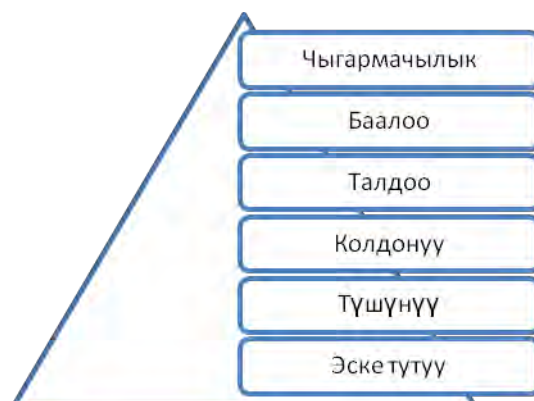 Чыгармачылык
Баалоо
Талдоо
Колдонуу
Түшүнүү
Эске тутуу